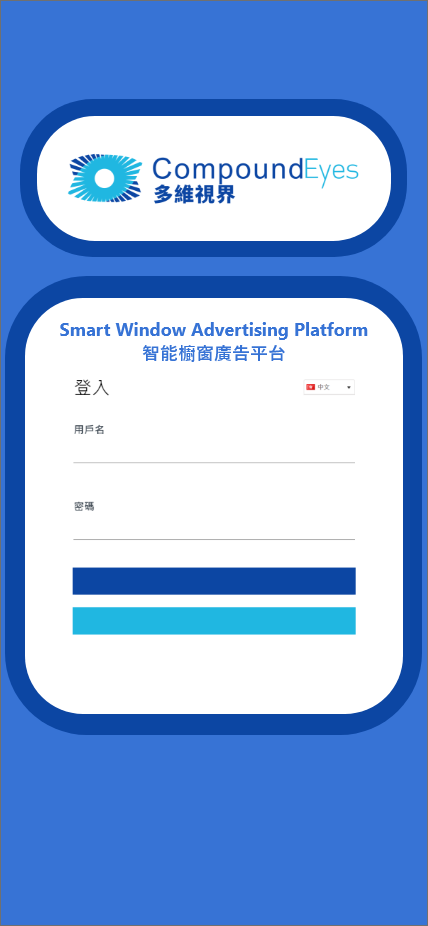 CompoundEyes
多維視界
Smart Window Advertising Platform
智能櫥窗廣告平台
登入
中文
用戶名
密碼